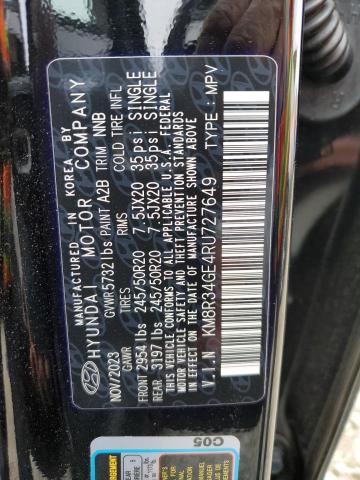 MANUFACTURED IN KOREA BY
HYUNDAI MOTOR COMPANY
NOV/2023 GVWR 5732 lbs PAINT A2B TRIM NNB
GAWR TIRES RIMS COLD TIRE INFL
FRONT 2954 lbs 245/50R20 7.5JX20 35psi SINGLE
REAR 3197 lbs 245/50R20 7.5JX20 35psi SINGLE
THIS VEHICLE CONFORMS TO ALL APPLICABLE U.S.A. FEDERAL
MOTOR VEHICLE SAFETY, BUMPER AND THEFT PREVENTION STANDARDS
IN EFFECT ON THE DATE OF MANUFACTURE SHOWN ABOVE.
V.I.N : KM8R34GE4RU727649 TYPE : MPV
C05